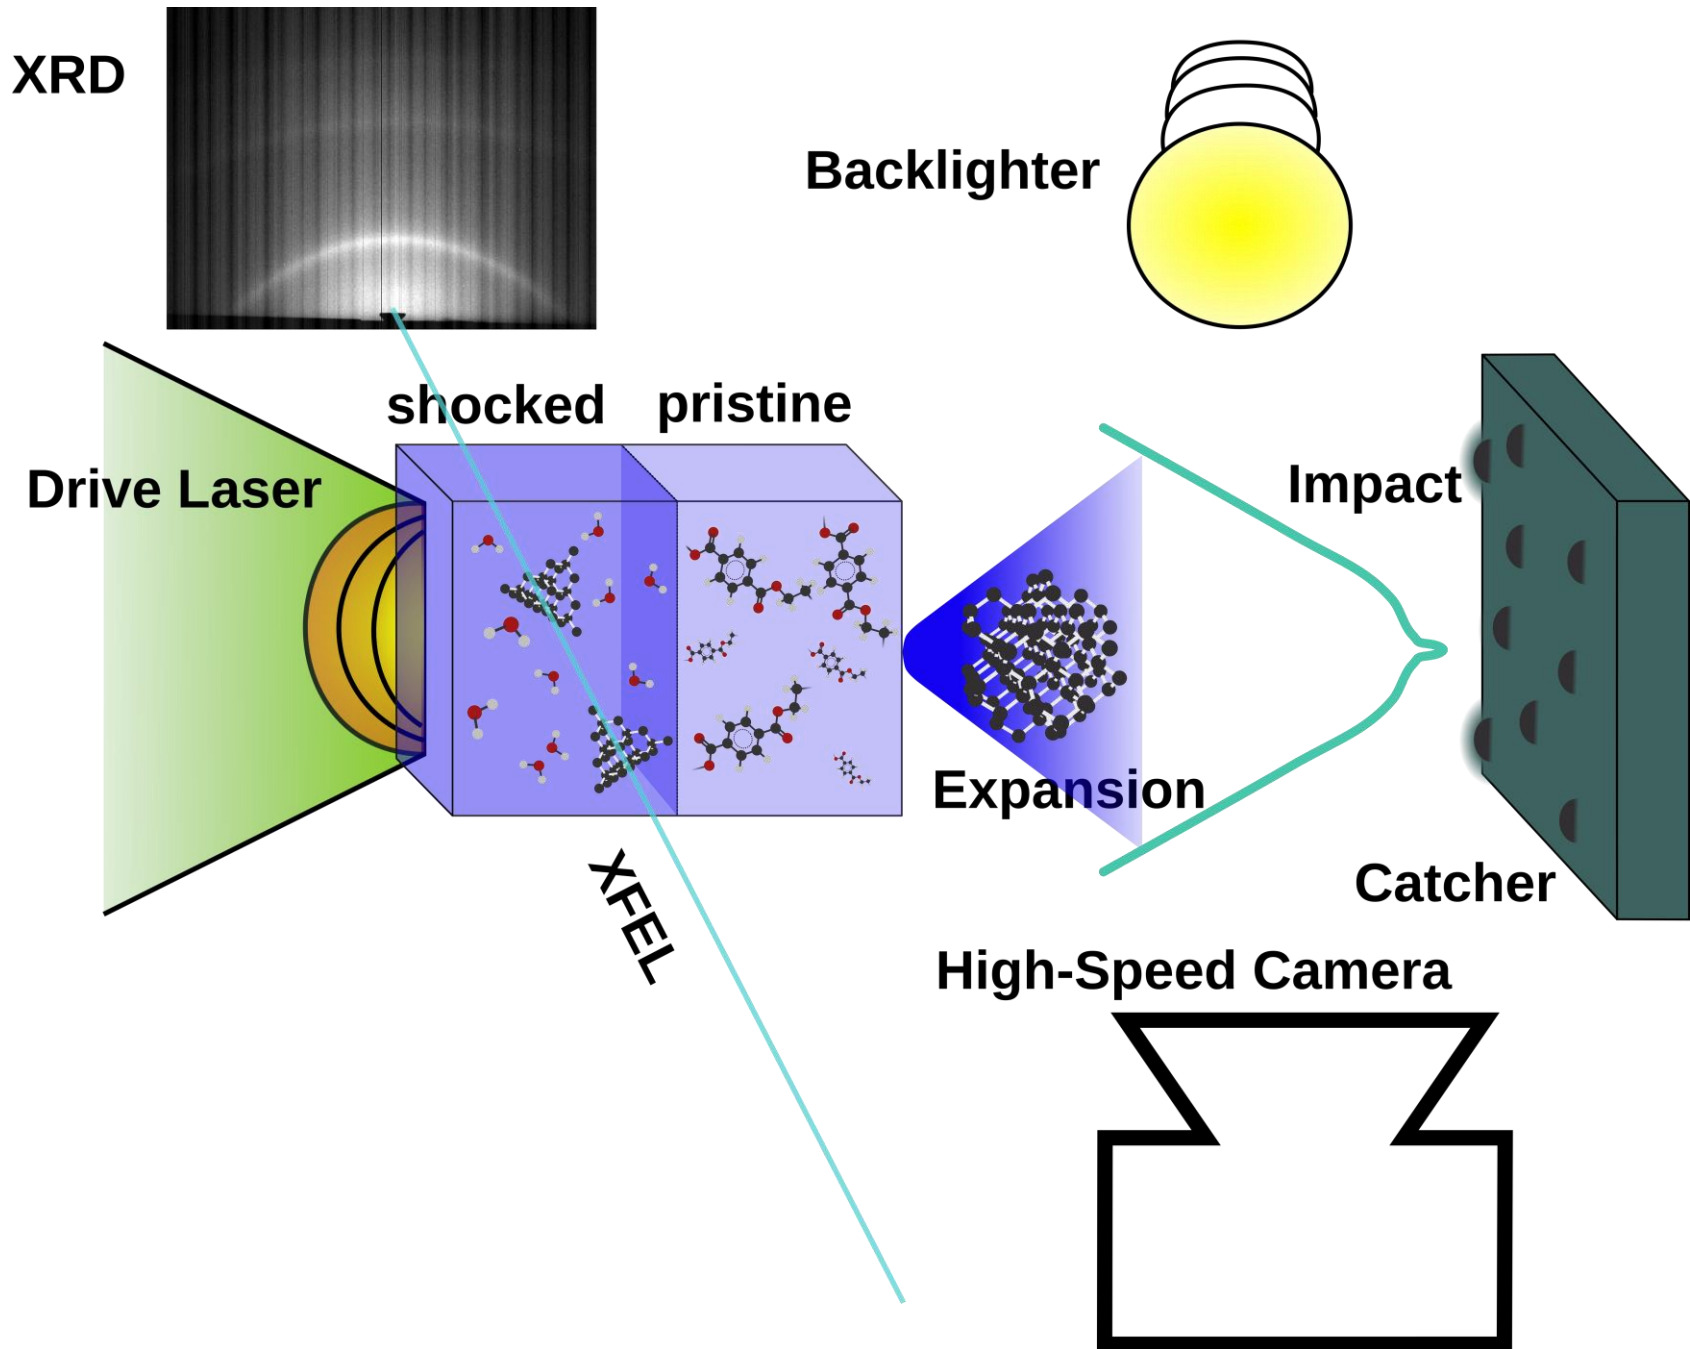 XRD
Backlighter
shocked
pristine
Drive Laser
Impact
Expansion
Catcher
XFEL
High-Speed Camera